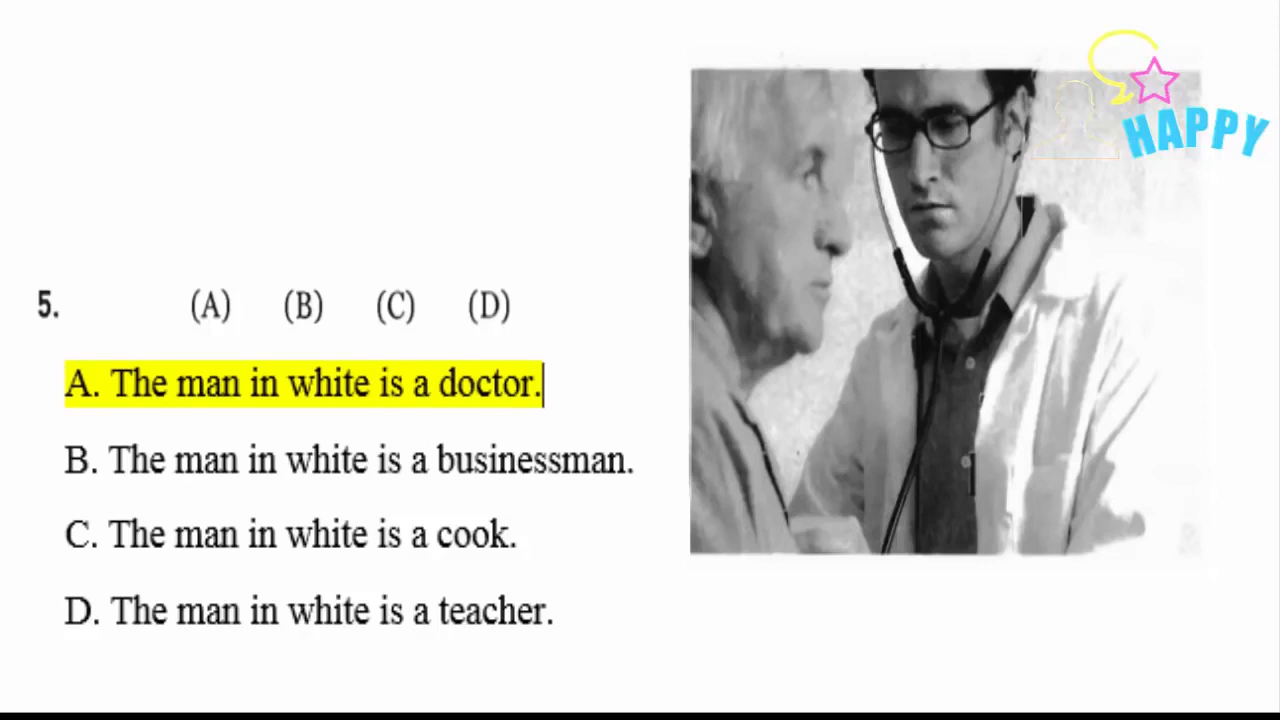 HAPPY
5. (A) (B) (C) (D)
A. The man in white is a doctor.
B. The man in white is a businessman.
C. The man in white is a cook.
D. The man in white is a teacher.